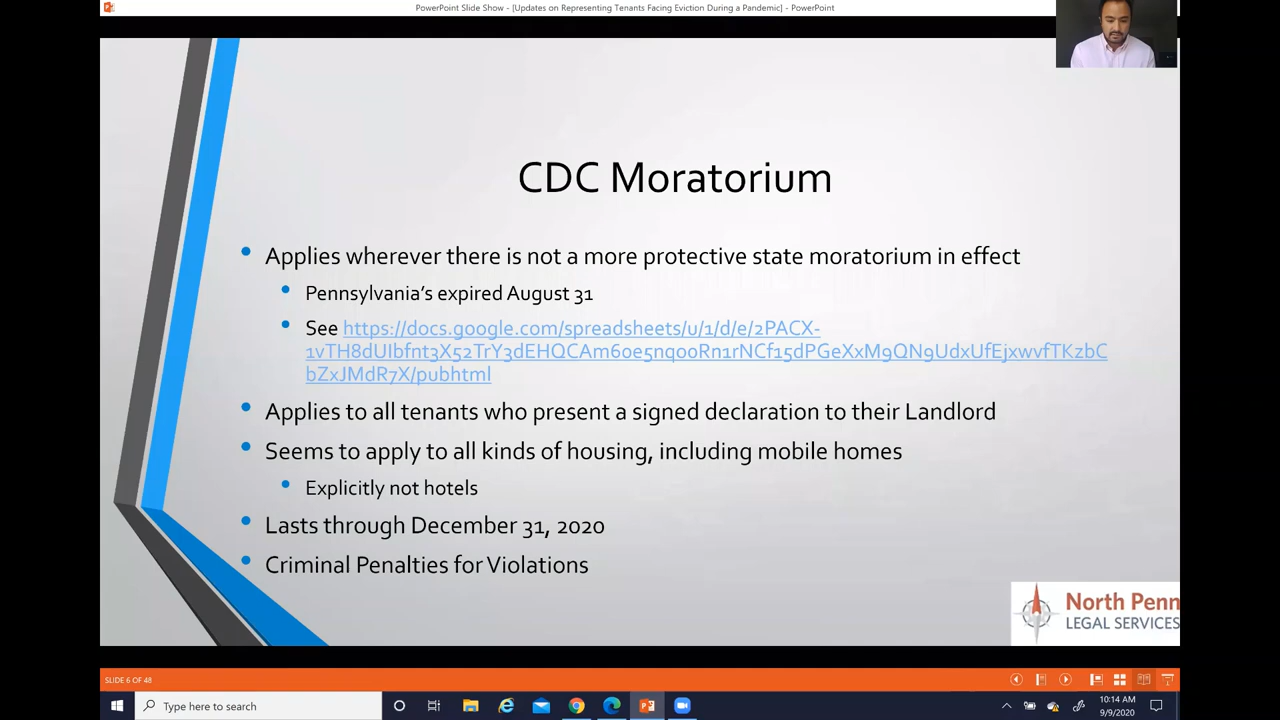 PowerPoint Slide Show - [Updates on Representing Tenants Facing Eviction During a Pandemic] - PowerPoint
CDC Moratorium
Applies wherever there is not a more protective state moratorium in effect
Pennsylvania's expired August 31
See https://docs.google.com/spreadsheets/u/1/d/e/2PACX-
1vTH8dUIbfnt3X52TrY3dEHQCAm6oe5nqooRn1rNCf15dPGeXxM9QN9UdxUfEjxwvfTKzbC
bZxJMdR7X/pubhtml
Applies to all tenants who present a signed declaration to their Landlord
Seems to apply to all kinds of housing, including mobile homes
Explicitly not hotels
Lasts through December 31, 2020
Criminal Penalties for Violations
North Penn
LEGAL SERVICES
SLIDE 6 OF 48
Type here to search
10:14 AM
9/9/2020